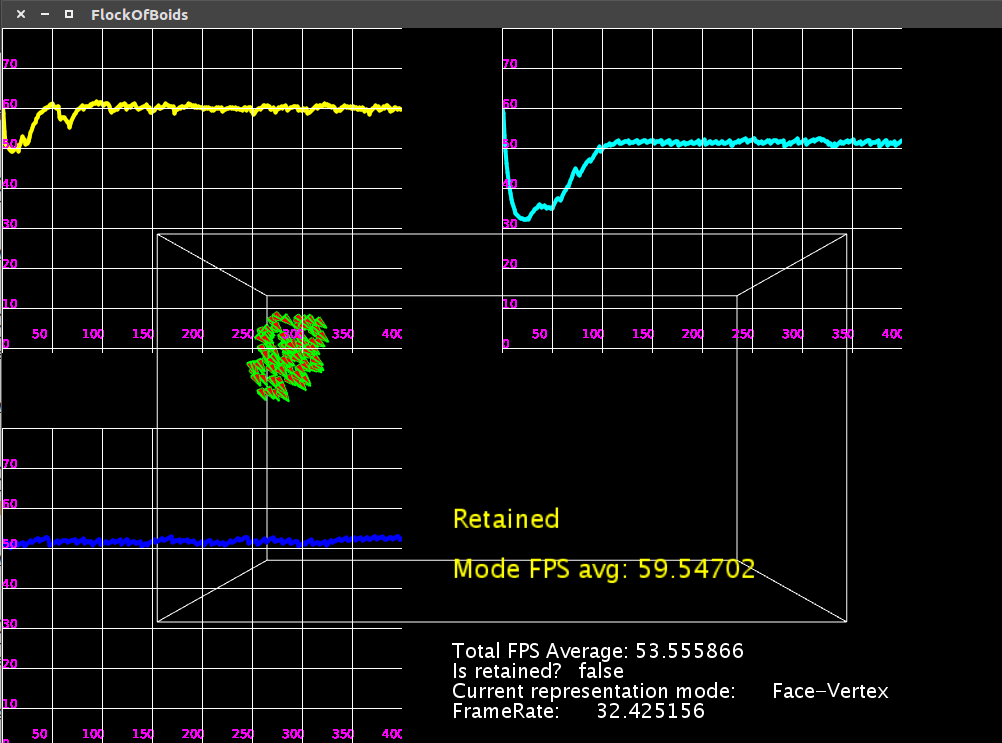 FlockOfBoids
70
60
50
40
30
20
10
0
50 100 150 200 250 300 350 400
70
60
50
40
30
20
10
0
50 100 150 200 250 300 350 400
70
60
50
40
30
20
10
50 100 150 200 250 300 350 400
Retained
Mode FPS avg: 59.54702
Total FPS Average: 53.555866
Is retained? false
Current representation mode: Face-Vertex
FrameRate: 32.425156